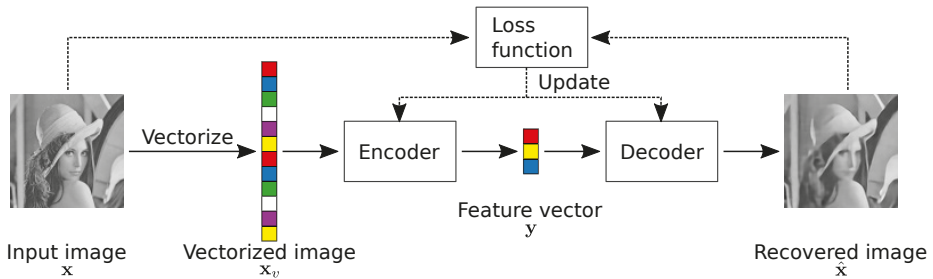 Loss
function
Update
Vectorize
Encoder
Decoder
Feature vector
y
Input image
x
Vectorized image
x_v
Recovered image
x̂